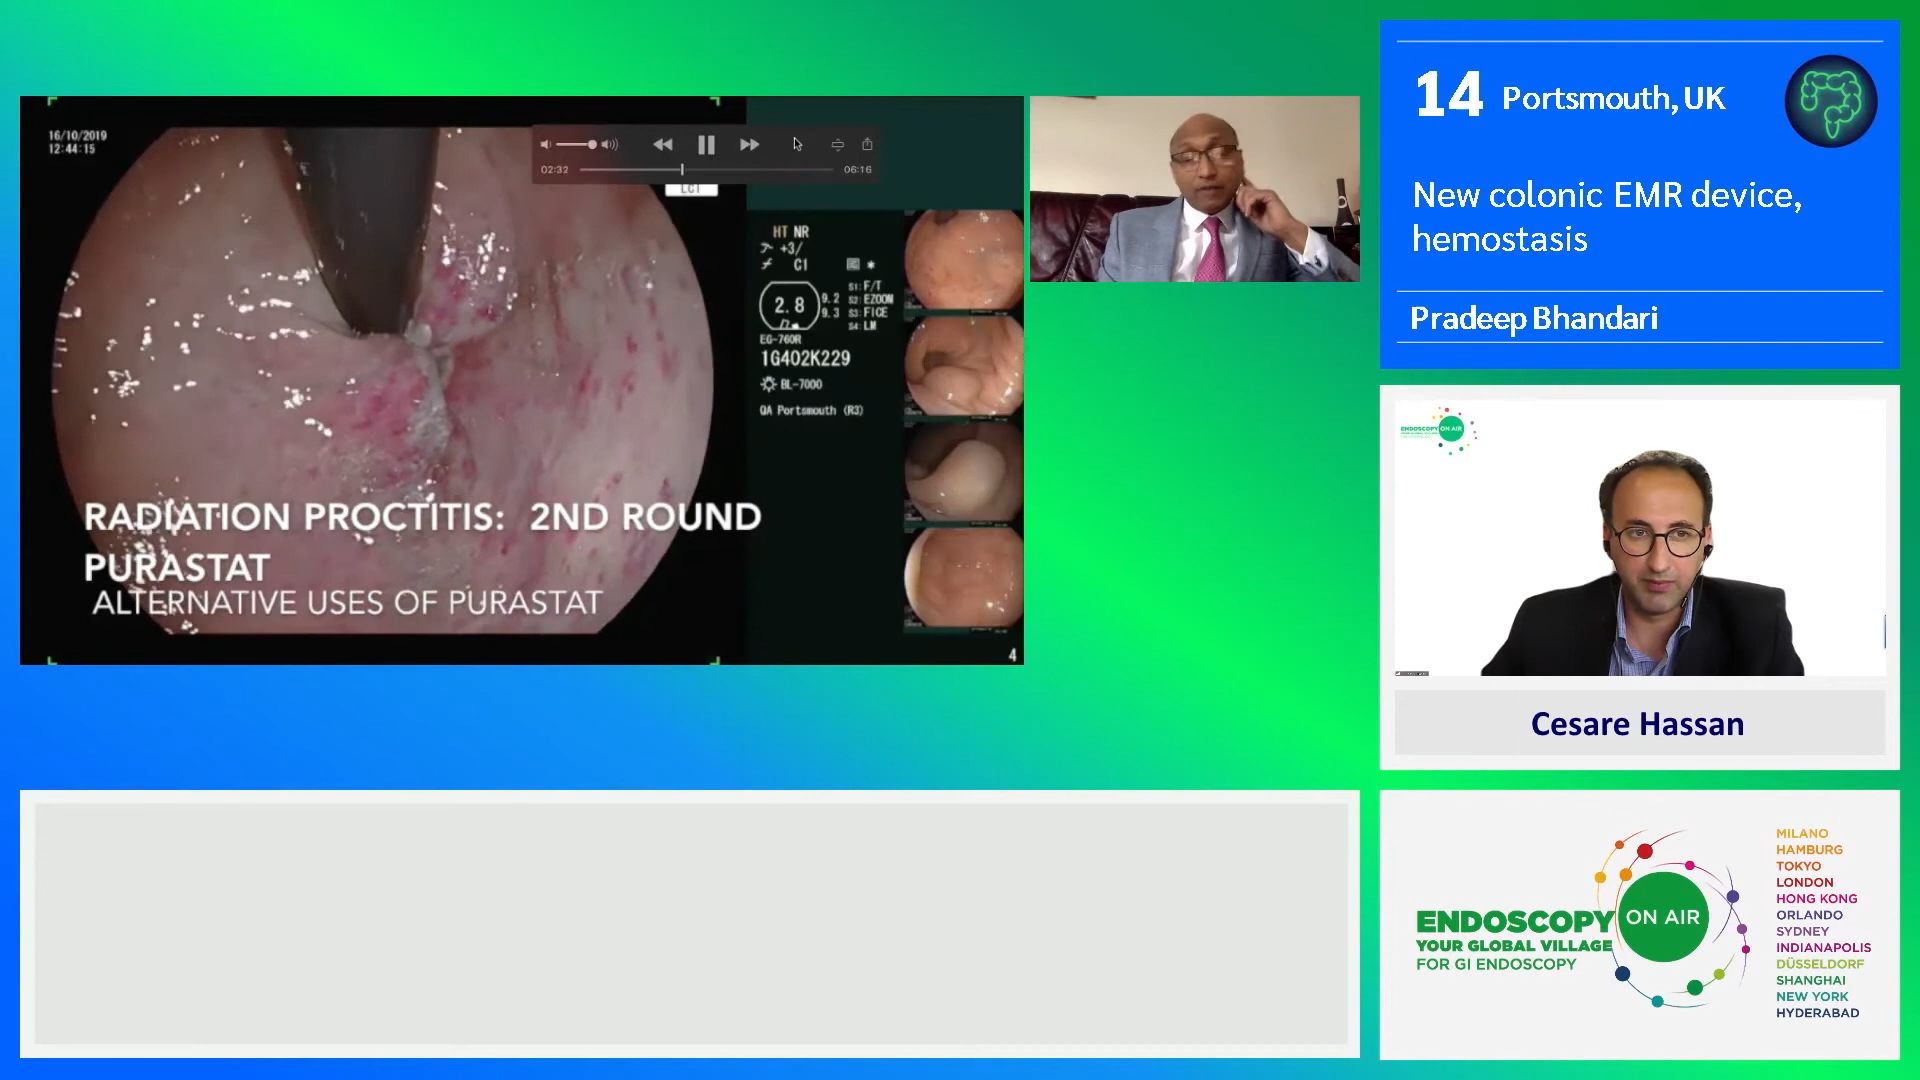 16/10/2019
12:44:15
02:32
06:16
LCI
HT NR
+3/
C1
2.8
9.2
9.3
S1: F/T
S2: EZOOM
S3: FICE
S4: LM
EG-760R
1G402K229
BL-7000
QA Portsmouth (R3)
RADIATION PROCTITIS: 2ND ROUND
PURASTAT
ALTERNATIVE USES OF PURASTAT
4
14 Portsmouth, UK
New colonic EMR device,
hemostasis
Pradeep Bhandari
ENDOSCOPY ON AIR
Cesare Hassan
ENDOSCOPY ON AIR
YOUR GLOBAL VILLAGE
FOR GI ENDOSCOPY
MILANO
HAMBURG
TOKYO
LONDON
HONG KONG
ORLANDO
SYDNEY
INDIANAPOLIS
DÜSSELDORF
SHANGHAI
NEW YORK
HYDERABAD